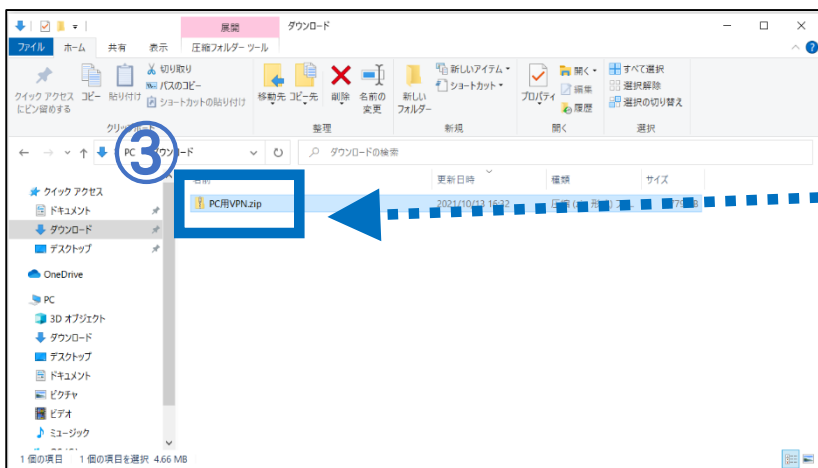 展開 ダウンロード
ファイル ホーム 共有 表示 圧縮フォルダー ツール
クイック アクセス
にピン留めする
コピー
貼り付け
切り取り
パスのコピー
ショートカットの貼り付け
移動先
コピー先
削除
名前の
変更
新しい
フォルダー
新しいアイテム
ショートカット
プロパティ
開く
編集
履歴
すべて選択
選択解除
選択の切り替え
整理 新規 開く 選択
③
PC
ダウンロードの検索
更新日時 種類 サイズ
PC用VPN.zip 2021/10/13 16:32
クイック アクセス
ドキュメント
ダウンロード
デスクトップ
OneDrive
PC
3D オブジェクト
ダウンロード
デスクトップ
ドキュメント
ピクチャ
ビデオ
ミュージック
1 個の項目 1 個の項目を選択 4.66 MB